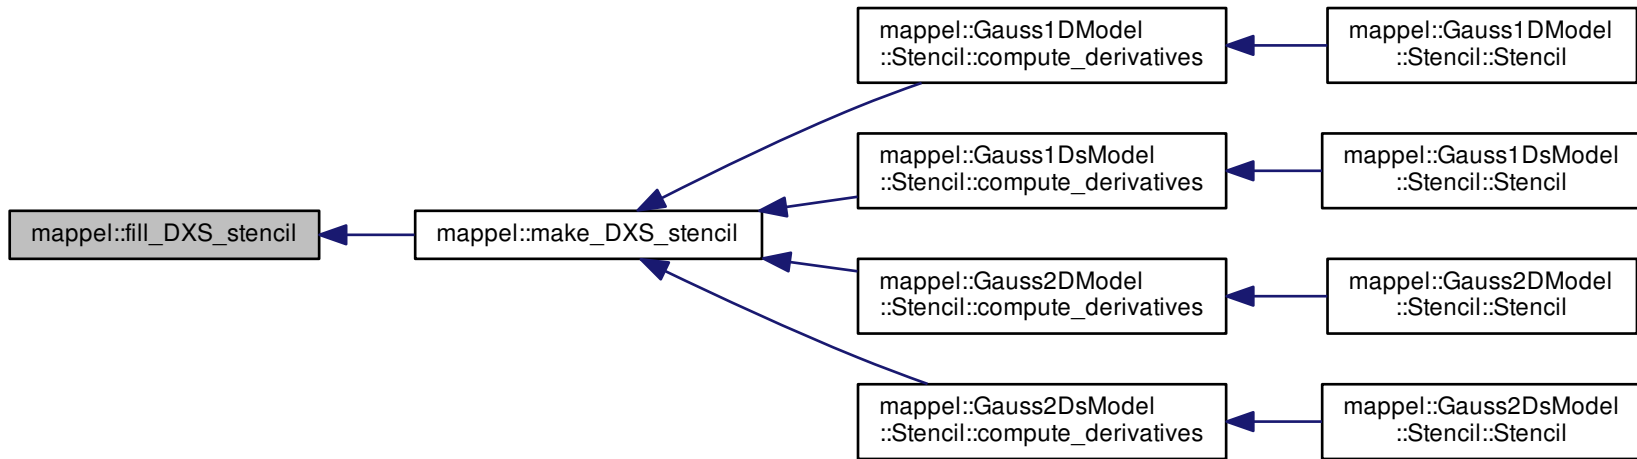 mappel::Gauss1DModel
::Stencil::compute_derivatives
mappel::Gauss1DModel
::Stencil::Stencil
mappel::Gauss1DsModel
::Stencil::compute_derivatives
mappel::Gauss1DsModel
::Stencil::Stencil
mappel::fill_DXS_stencil
mappel::make_DXS_stencil
mappel::Gauss2DModel
::Stencil::compute_derivatives
mappel::Gauss2DModel
::Stencil::Stencil
mappel::Gauss2DsModel
::Stencil::compute_derivatives
mappel::Gauss2DsModel
::Stencil::Stencil